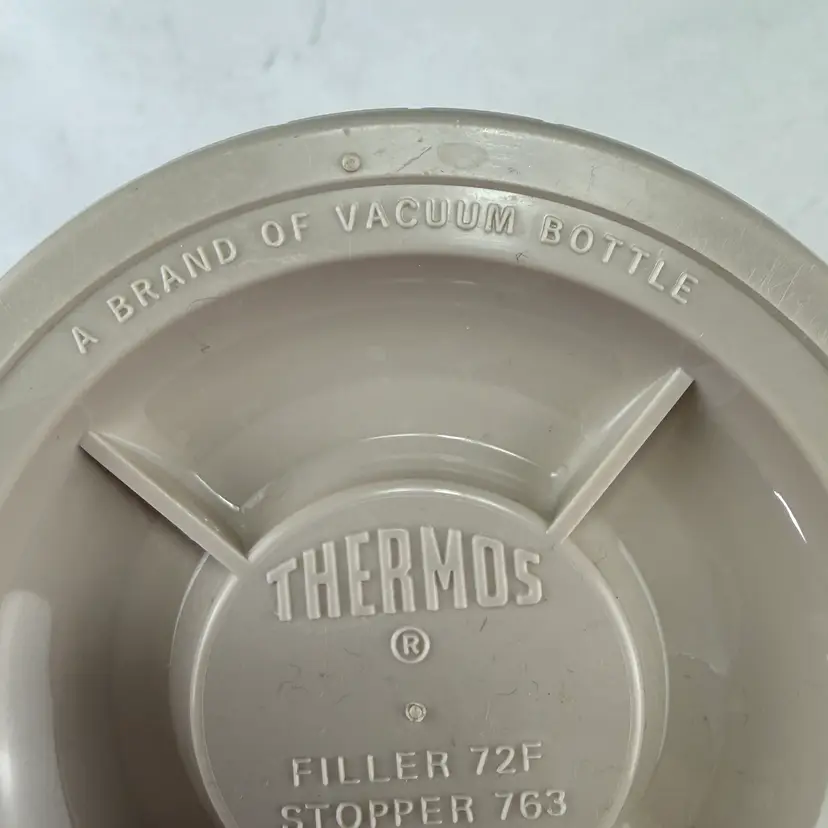 A BRAND OF VACUUM BOTTLE
THERMOS
®
FILLER 72F
STOPPER 763